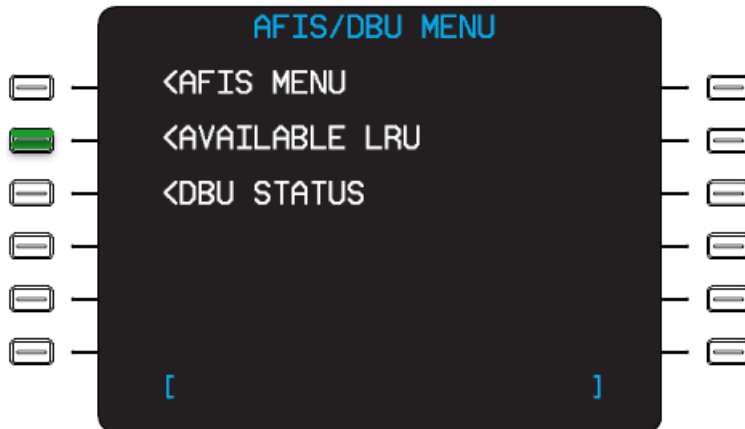 AFIS/DBU MENU
<AFIS MENU
<AVAILABLE LRU
<DBU STATUS
[ ]